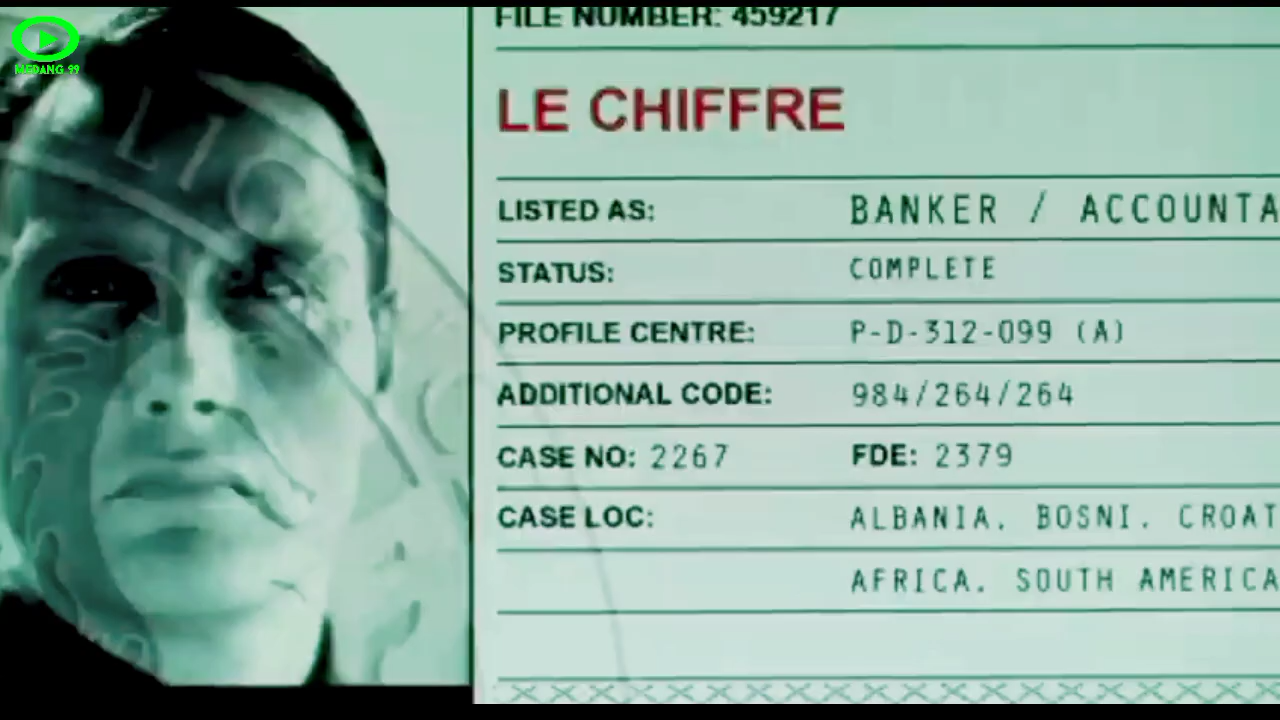 MEDANG 99
FILE NUMBER: 459217
LE CHIFFRE
LISTED AS: BANKER / ACCOUNTA
STATUS: COMPLETE
PROFILE CENTRE: P-D-312-099 (A)
ADDITIONAL CODE: 984/264/264
CASE NO: 2267 FDE: 2379
CASE LOC: ALBANIA. BOSNI. CROAT
AFRICA. SOUTH AMERICA